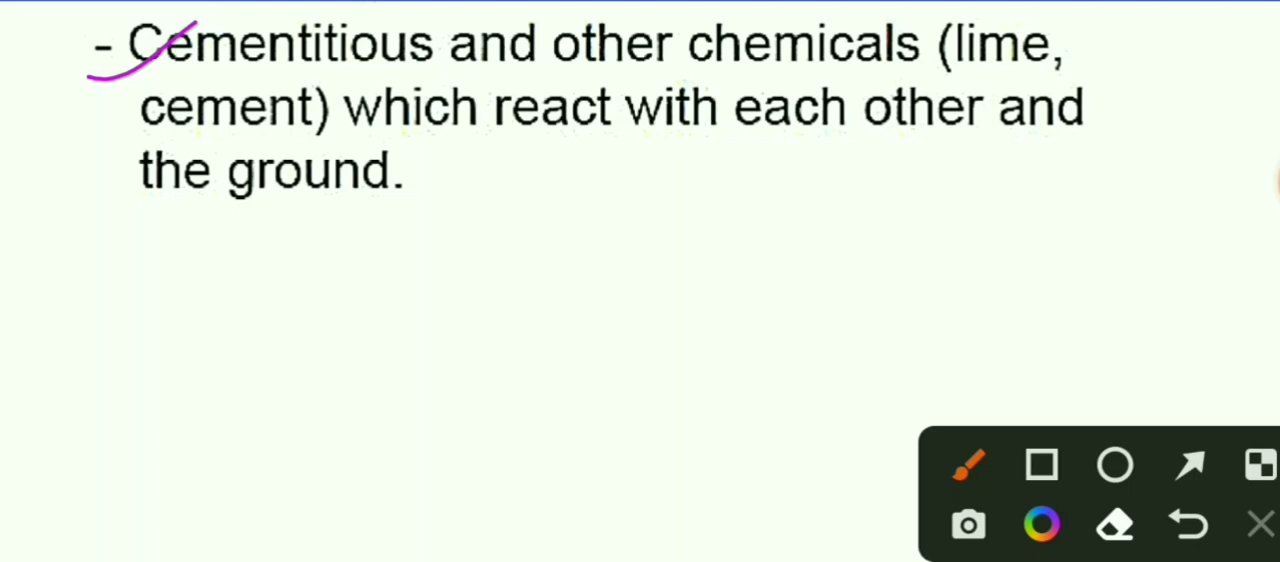 - Cementitious and other chemicals (lime,
cement) which react with each other and
the ground.